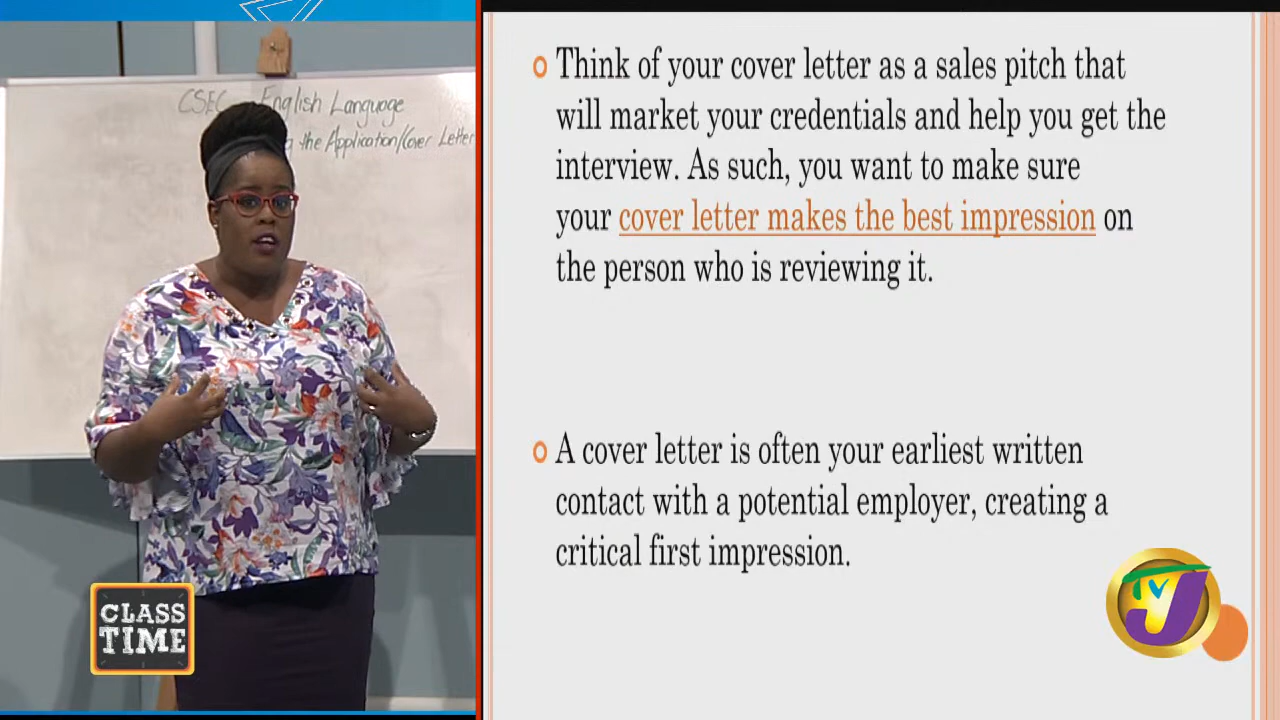 CSEC English Language
the Application/Cover Letter
Think of your cover letter as a sales pitch that
will market your credentials and help you get the
interview. As such, you want to make sure
your cover letter makes the best impression on
the person who is reviewing it.
A cover letter is often your earliest written
contact with a potential employer, creating a
critical first impression.
CLASS
TIME
TVJ